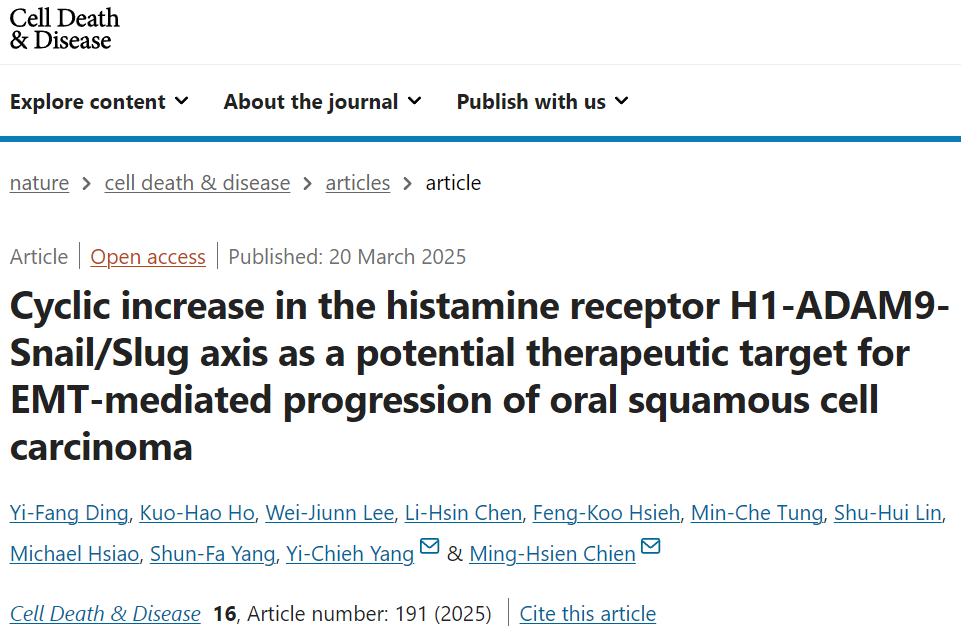 Cell Death
& Disease
Explore content About the journal Publish with us
nature > cell death & disease > articles > article
Article | Open access | Published: 20 March 2025
Cyclic increase in the histamine receptor H1-ADAM9-
Snail/Slug axis as a potential therapeutic target for
EMT-mediated progression of oral squamous cell
carcinoma
Yi-Fang Ding, Kuo-Hao Ho, Wei-Jiunn Lee, Li-Hsin Chen, Feng-Koo Hsieh, Min-Che Tung, Shu-Hui Lin,
Michael Hsiao, Shun-Fa Yang, Yi-Chieh Yang & Ming-Hsien Chien
Cell Death & Disease 16, Article number: 191 (2025) | Cite this article